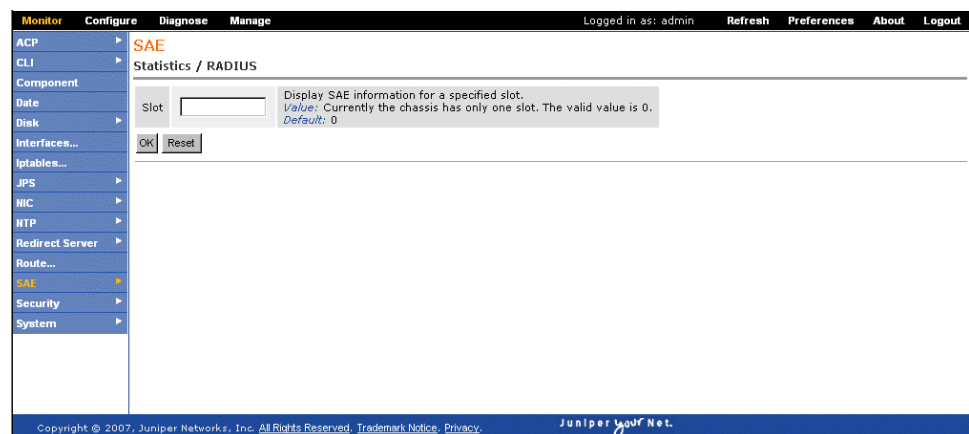 Monitor Configure Diagnose Manage Logged in as: admin Refresh Preferences About Logout
ACP
CLI
Component
Date
Disk
Interfaces...
Iptables...
JPS
NIC
NTP
Redirect Server
Route...
SAE
Security
System
SAE
Statistics / RADIUS
Slot
Display SAE information for a specified slot.
Value: Currently the chassis has only one slot. The valid value is 0.
Default: 0
OK Reset
Copyright © 2007, Juniper Networks, Inc. All Rights Reserved. Trademark Notice. Privacy.
Juniper your Net.